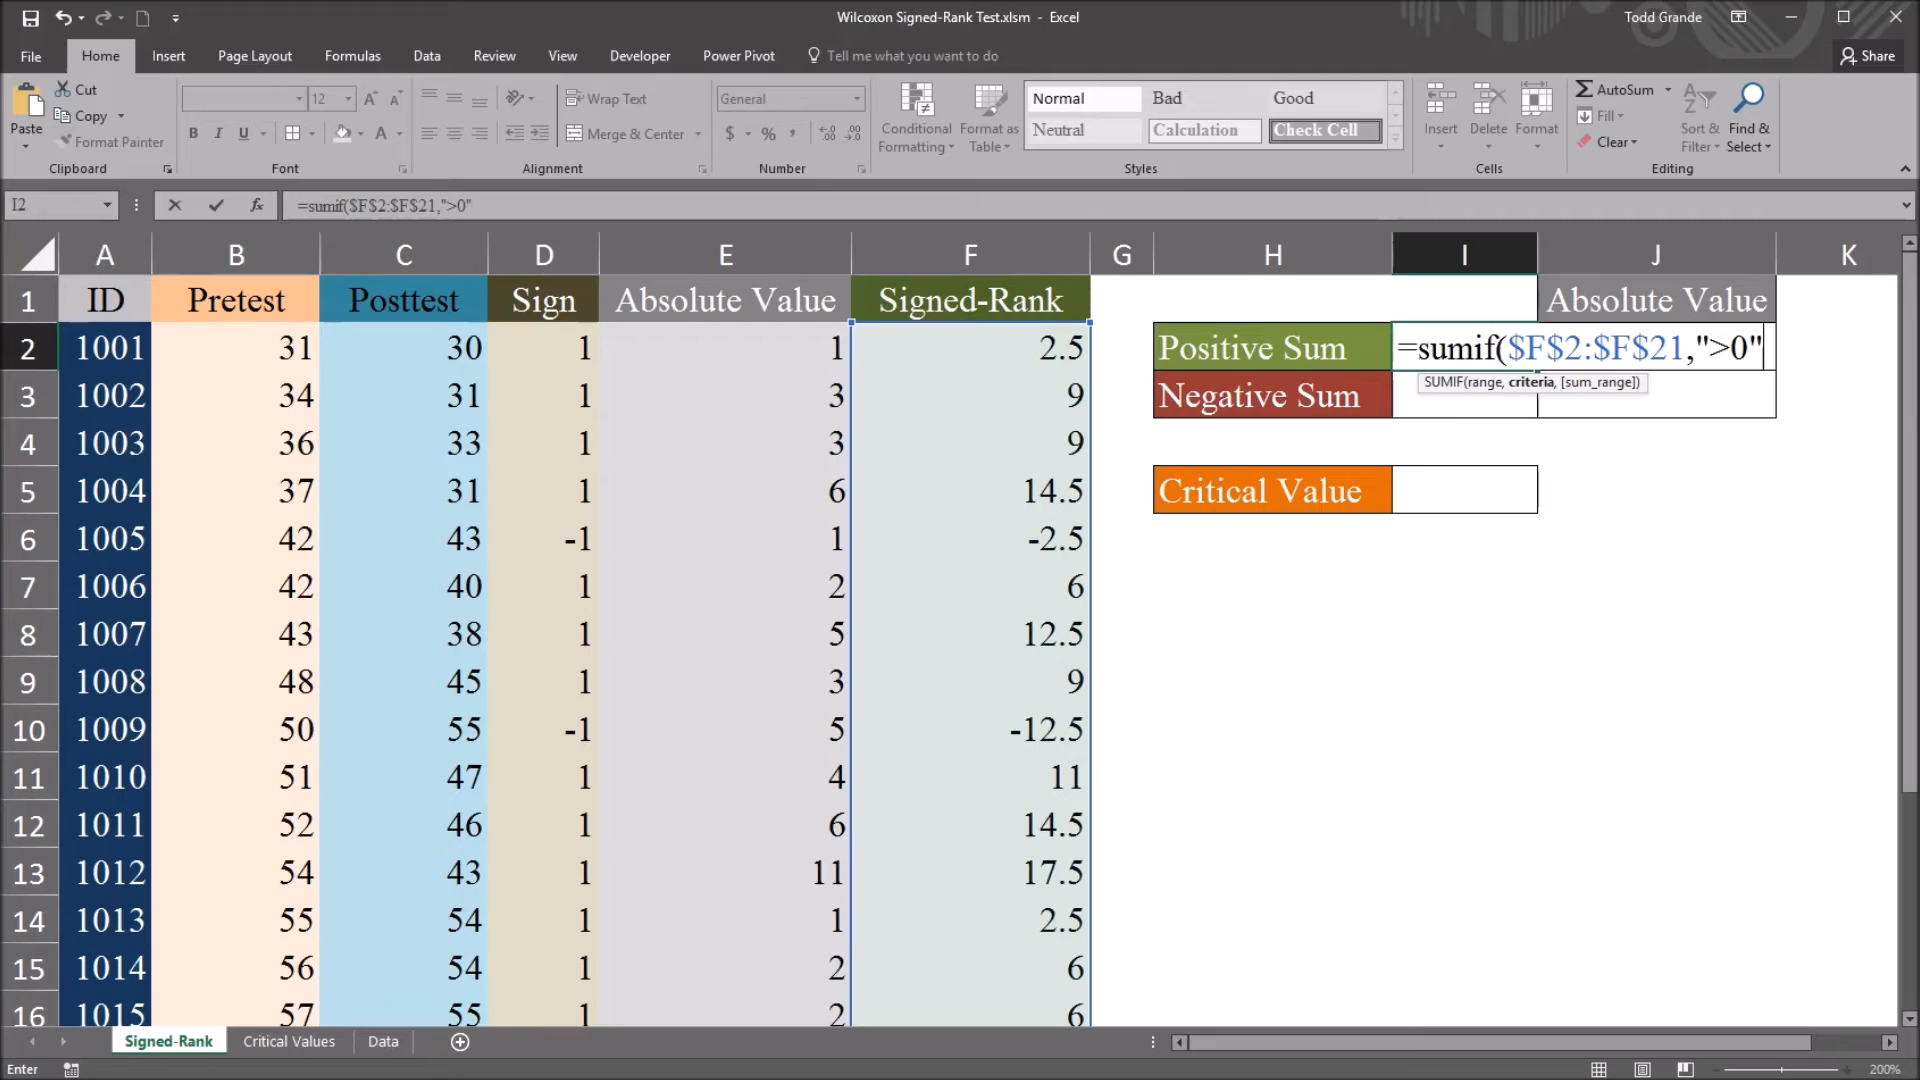 Wilcoxon Signed-Rank Test.xlsm - Excel
Todd Grande
File Home Insert Page Layout Formulas Data Review View Developer Power Pivot Tell me what you want to do Share
Paste
Cut
Copy
Format Painter
Clipboard
12
B I U
Font
Wrap Text
Merge & Center
Alignment
General
$ % ,
Number
Conditional Formatting
Format as Table
Normal Bad Good
Neutral Calculation Check Cell
Styles
Insert Delete Format
Cells
AutoSum
Fill
Clear
Sort & Filter
Find & Select
Editing
I2 fx =sumif($F$2:$F$21,">0"
A B C D E F G H I J K
1 ID Pretest Posttest Sign Absolute Value Signed-Rank Absolute Value
2 1001 31 30 1 1 2.5 Positive Sum =sumif($F$2:$F$21,">0"
SUMIF(range, criteria, [sum_range])
3 1002 34 31 1 3 9 Negative Sum
4 1003 36 33 1 3 9
5 1004 37 31 1 6 14.5 Critical Value
6 1005 42 43 -1 1 -2.5
7 1006 42 40 1 2 6
8 1007 43 38 1 5 12.5
9 1008 48 45 1 3 9
10 1009 50 55 -1 5 -12.5
11 1010 51 47 1 4 11
12 1011 52 46 1 6 14.5
13 1012 54 43 1 11 17.5
14 1013 55 54 1 1 2.5
15 1014 56 54 1 2 6
16 1015 57 55 1 2 6
Signed-Rank Critical Values Data
Enter
200%